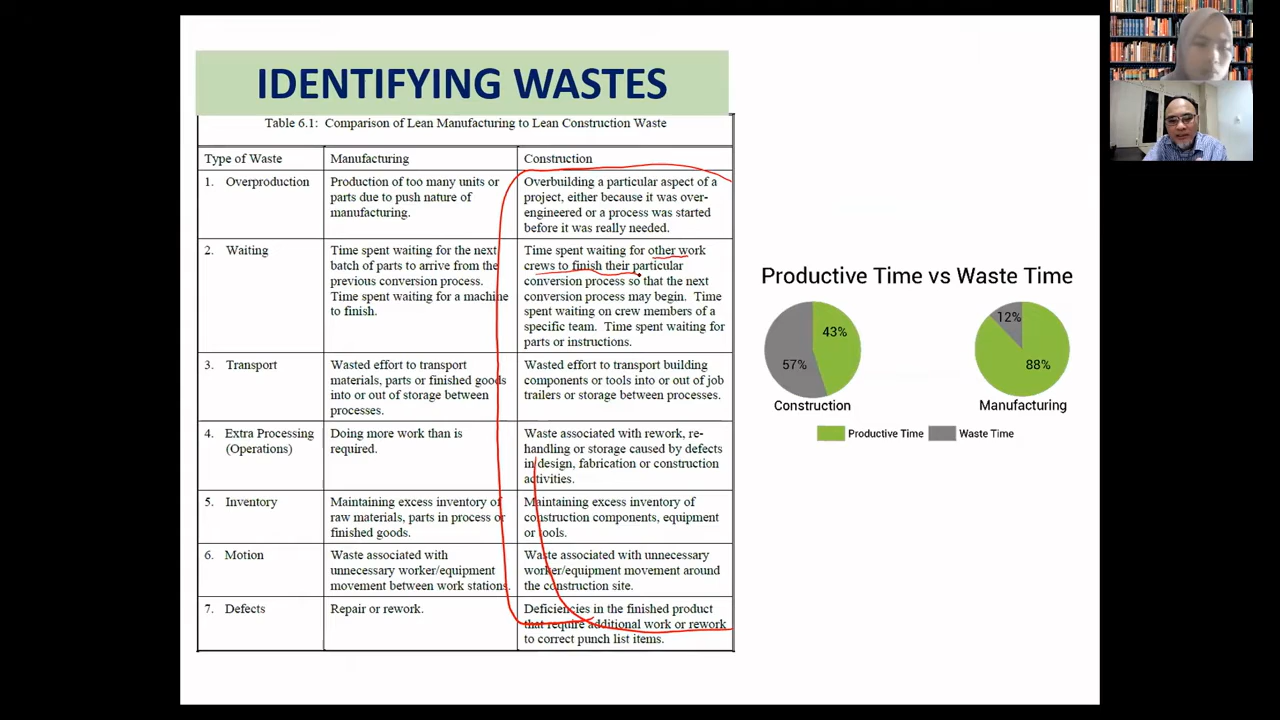 IDENTIFYING WASTES
Table 6.1: Comparison of Lean Manufacturing to Lean Construction Waste
Type of Waste
Manufacturing
Construction
1. Overproduction
Production of too many units or
parts due to push nature of
manufacturing.
Overbuilding a particular aspect of a
project, either because it was over-
engineered or a process was started
before it was really needed.
2. Waiting
Time spent waiting for the next
batch of parts to arrive from the
previous conversion process.
Time spent waiting for a machine
to finish.
Time spent waiting for other work
crews to finish their particular
conversion process so that the next
conversion process may begin. Time
spent waiting on crew members of a
specific team. Time spent waiting for
parts or instructions.
3. Transport
Wasted effort to transport
materials, parts or finished goods
into or out of storage between
processes.
Wasted effort to transport building
components or tools into or out of job
trailers or storage between processes.
4. Extra Processing
(Operations)
Doing more work than is
required.
Waste associated with rework, re-
handling or storage caused by defects
in design, fabrication or construction
activities.
5. Inventory
Maintaining excess inventory of
raw materials, parts in process or
finished goods.
Maintaining excess inventory of
construction components, equipment
or tools.
6. Motion
Waste associated with
unnecessary worker/equipment
movement between work stations.
Waste associated with unnecessary
worker/equipment movement around
the construction site.
7. Defects
Repair or rework.
Deficiencies in the finished product
that require additional work or rework
to correct punch list items.
Productive Time vs Waste Time
43%
57%
Construction
12%
88%
Manufacturing
Productive Time
Waste Time